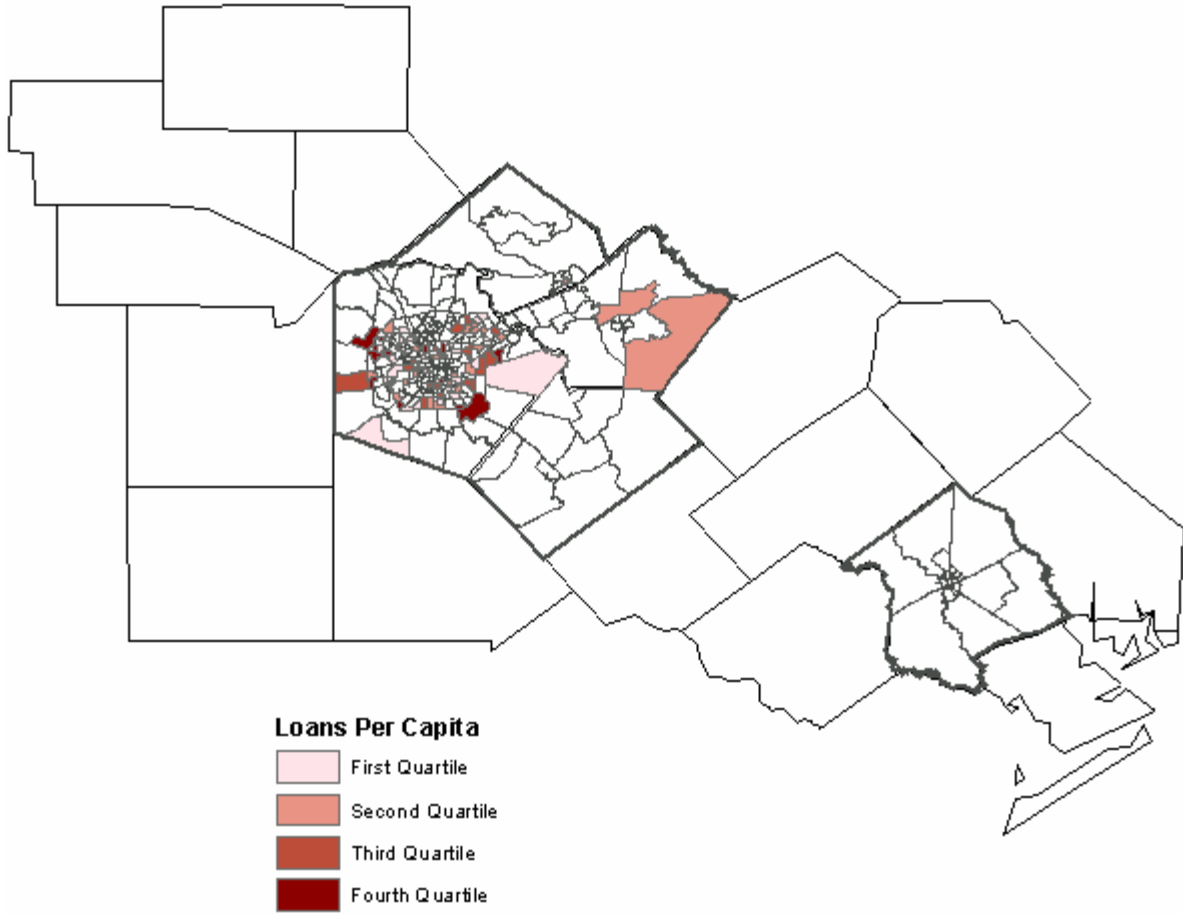 Loans Per Capita
First Quartile
Second Quartile
Third Quartile
Fourth Quartile